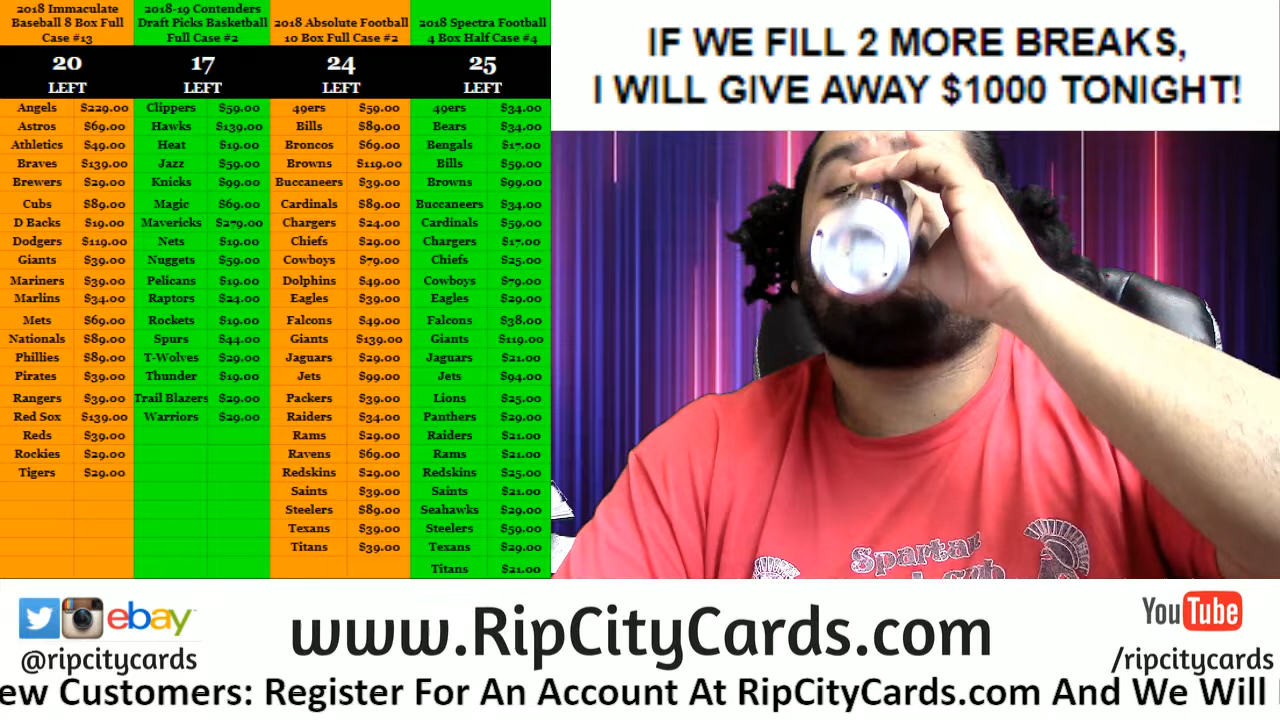 2018 Immaculate
Baseball 8 Box Full
Case #13
20
LEFT
Angels $229.00
Astros $69.00
Athletics $49.00
Braves $139.00
Brewers $29.00
Cubs $89.00
D Backs $19.00
Dodgers $119.00
Giants $39.00
Mariners $39.00
Marlins $34.00
Mets $69.00
Nationals $89.00
Phillies $89.00
Pirates $39.00
Rangers $39.00
Red Sox $139.00
Reds $39.00
Rockies $29.00
Tigers $29.00
2018-19 Contenders
Draft Picks Basketball
Full Case #2
17
LEFT
Clippers $59.00
Hawks $139.00
Heat $19.00
Jazz $59.00
Knicks $99.00
Magic $69.00
Mavericks $279.00
Nets $19.00
Nuggets $59.00
Pelicans $19.00
Raptors $24.00
Rockets $19.00
Spurs $44.00
T-Wolves $29.00
Thunder $19.00
Trail Blazers $29.00
Warriors $29.00
2018 Absolute Football
10 Box Full Case #2
24
LEFT
49ers $59.00
Bills $89.00
Broncos $69.00
Browns $119.00
Buccaneers $39.00
Cardinals $89.00
Chargers $24.00
Chiefs $29.00
Cowboys $79.00
Dolphins $49.00
Eagles $39.00
Falcons $49.00
Giants $139.00
Jaguars $29.00
Jets $99.00
Packers $39.00
Raiders $34.00
Rams $29.00
Ravens $69.00
Redskins $29.00
Saints $39.00
Steelers $89.00
Texans $39.00
Titans $39.00
2018 Spectra Football
4 Box Half Case #4
25
LEFT
49ers $34.00
Bears $34.00
Bengals $17.00
Bills $59.00
Browns $99.00
Buccaneers $34.00
Cardinals $59.00
Chargers $17.00
Chiefs $25.00
Cowboys $79.00
Eagles $29.00
Falcons $38.00
Giants $119.00
Jaguars $21.00
Jets $94.00
Lions $25.00
Panthers $29.00
Raiders $21.00
Rams $21.00
Redskins $25.00
Saints $21.00
Seahawks $29.00
Steelers $59.00
Texans $29.00
Titans $21.00
IF WE FILL 2 MORE BREAKS,
I WILL GIVE AWAY $1000 TONIGHT!
Spartan
ebay
@ripcitycards
www.RipCityCards.com
YouTube
/ripcitycards
ew Customers: Register For An Account At RipCityCards.com And We Will